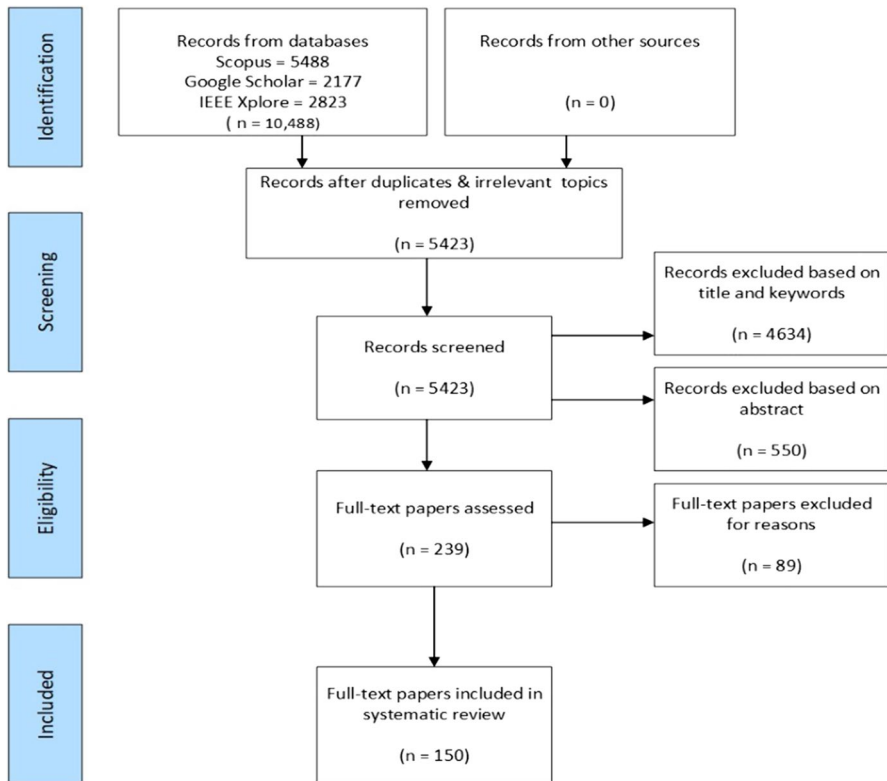 Identification
Records from databases
Scopus = 5488
Google Scholar = 2177
IEEE Xplore = 2823
( n = 10,488)
Records from other sources
(n = 0)
Records after duplicates & irrelevant topics
removed
(n = 5423)
Screening
Records screened
(n = 5423)
Records excluded based on
title and keywords
(n = 4634)
Records excluded based on
abstract
(n = 550)
Eligibility
Full-text papers assessed
(n = 239)
Full-text papers excluded
for reasons
(n = 89)
Included
Full-text papers included in
systematic review
(n = 150)